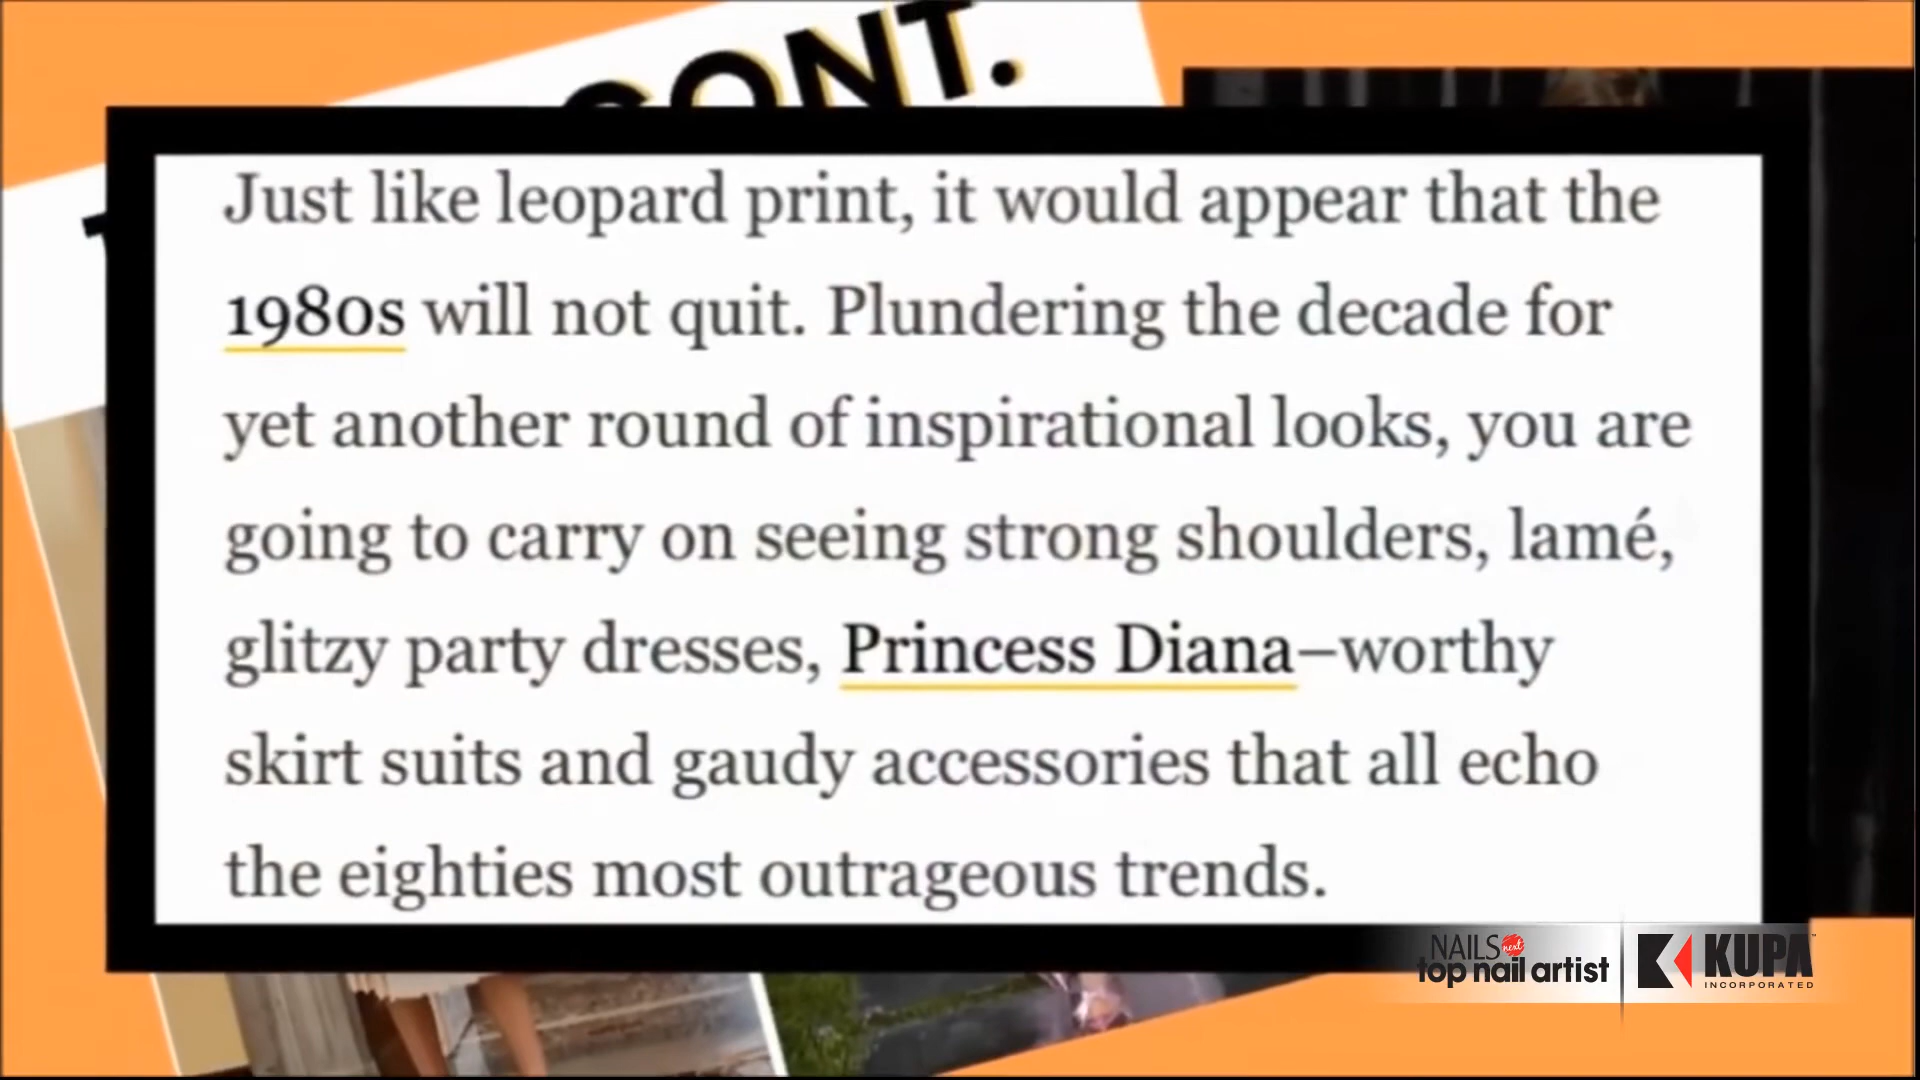 CONT.
Just like leopard print, it would appear that the
1980s will not quit. Plundering the decade for
yet another round of inspirational looks, you are
going to carry on seeing strong shoulders, lamé,
glitzy party dresses, Princess Diana–worthy
skirt suits and gaudy accessories that all echo
the eighties most outrageous trends.
NAILS next
top nail artist
KUPA
INCORPORATED